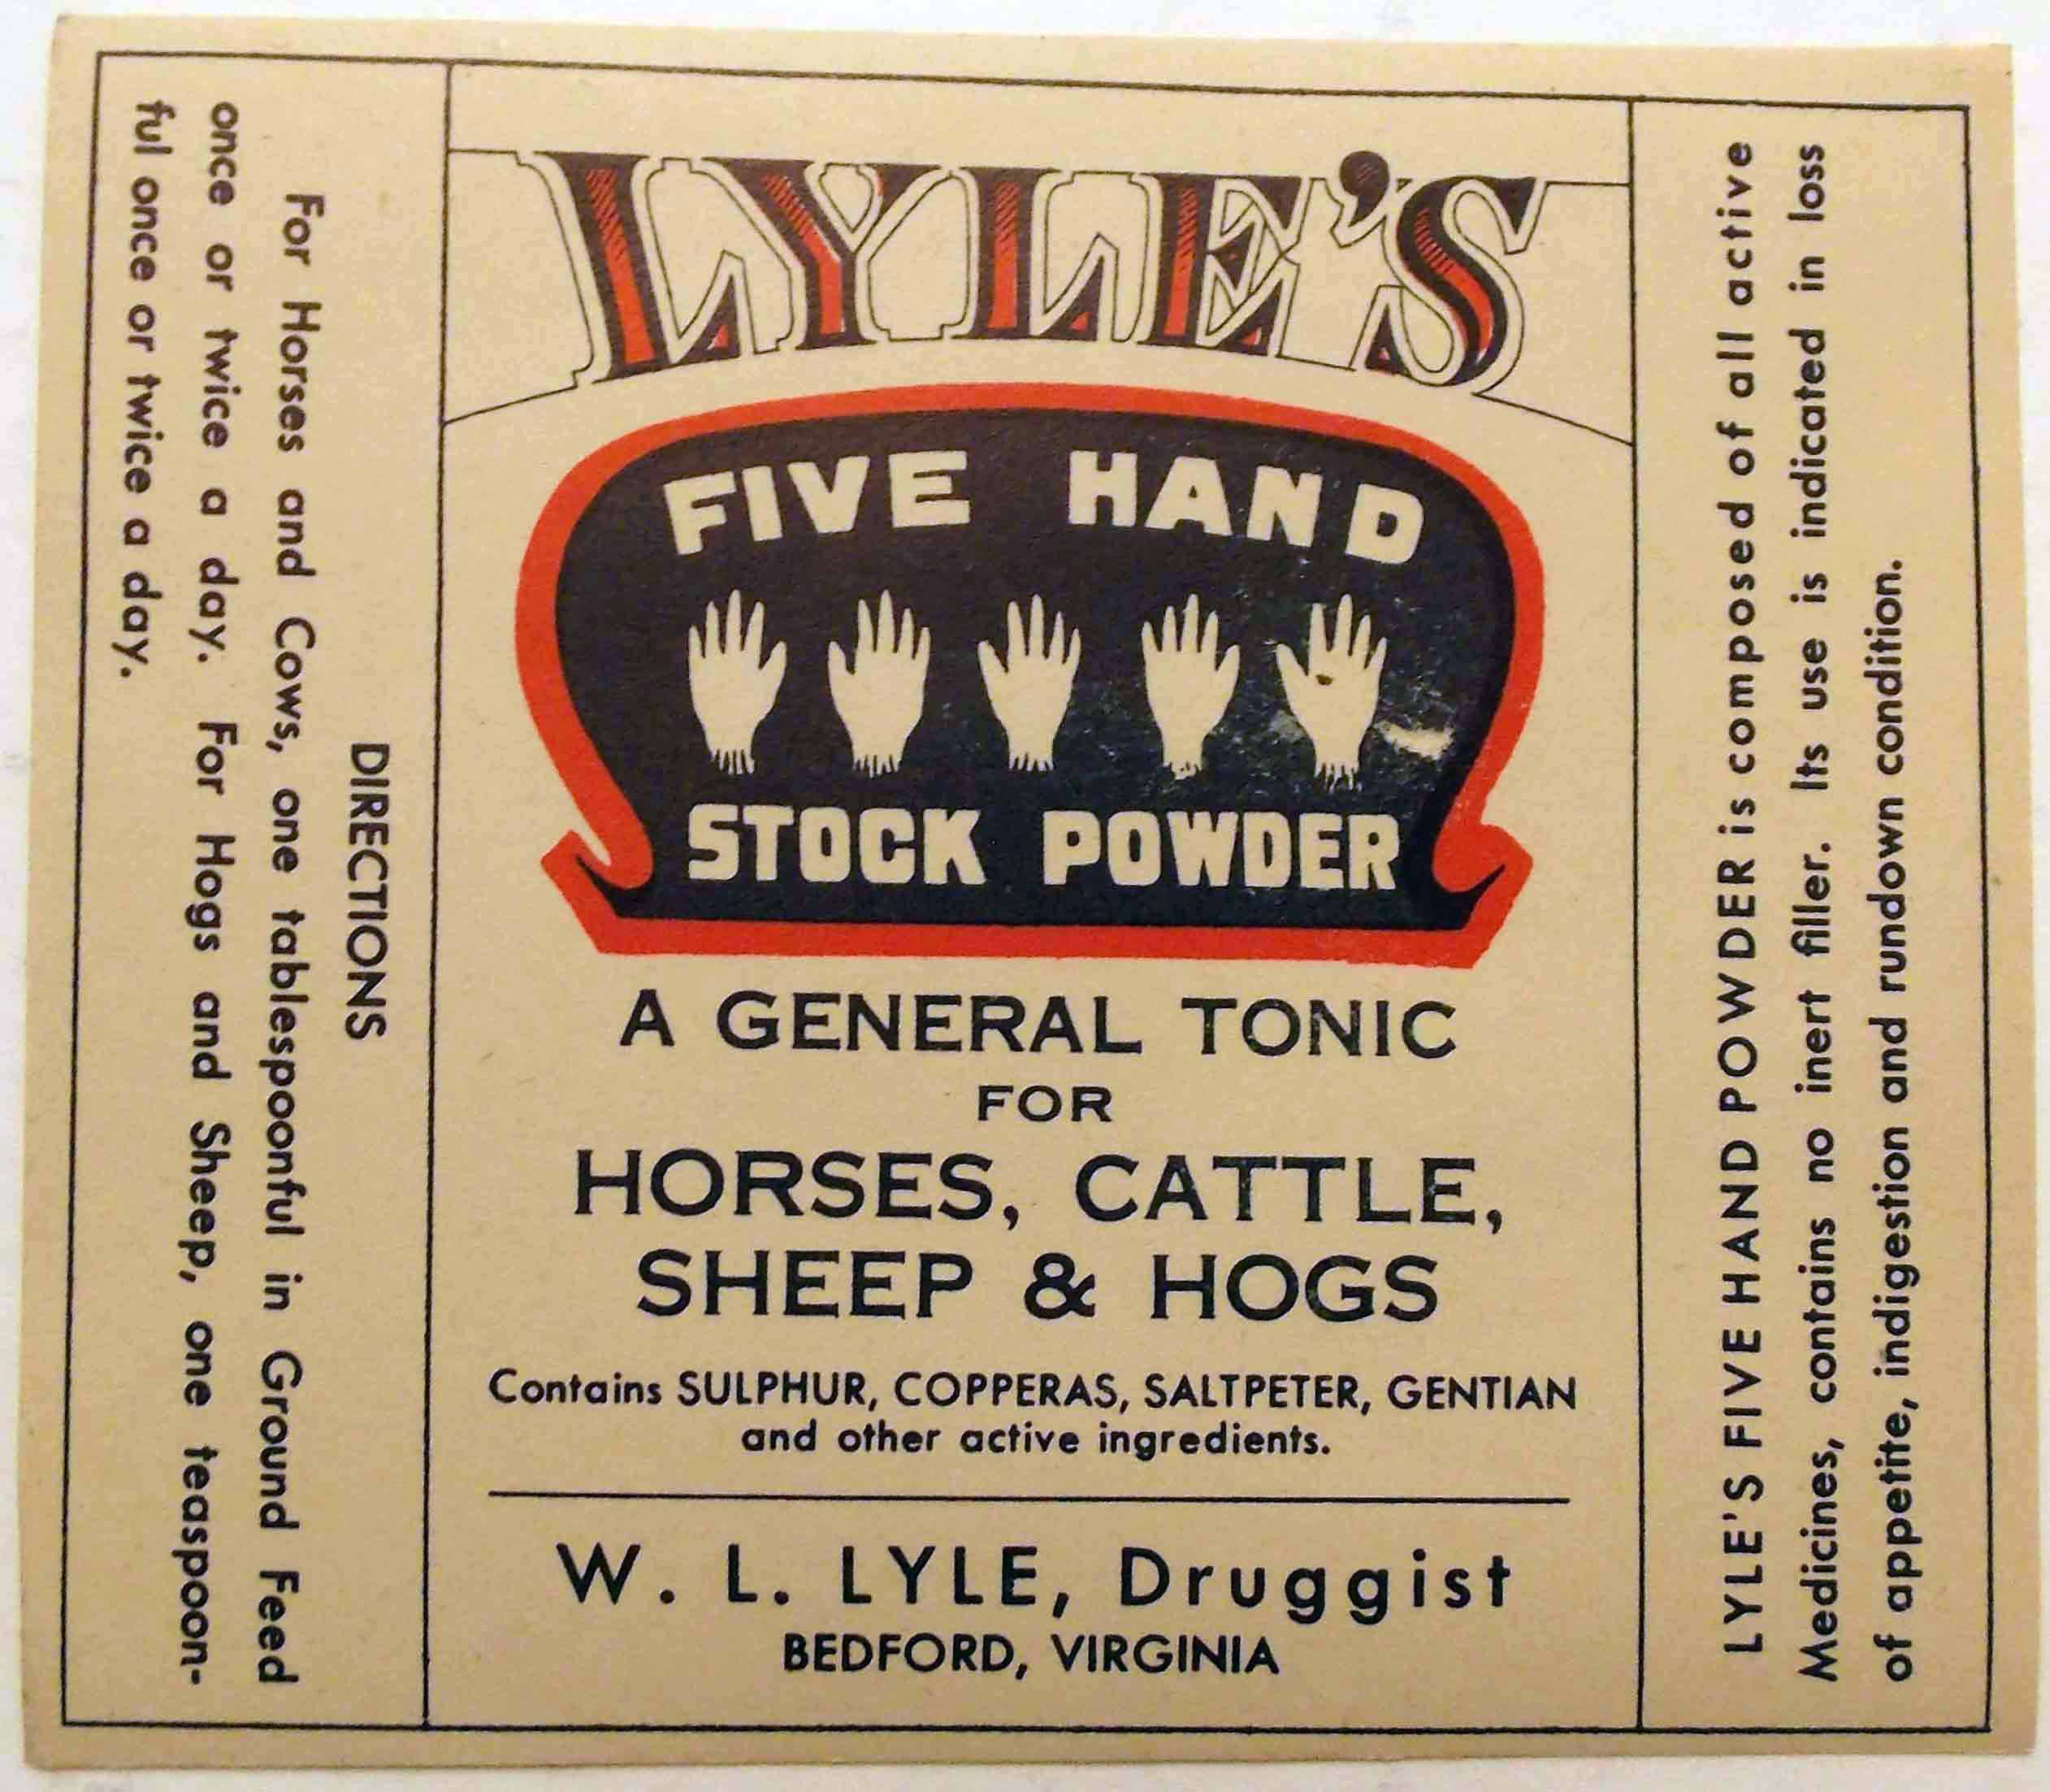 DIRECTIONS
For Horses and Cows, one tablespoonful in Ground Feed
once or twice a day. For Hogs and Sheep, one teaspoon-
ful once or twice a day.
LYLE'S
FIVE HAND
STOCK POWDER
A GENERAL TONIC
FOR
HORSES, CATTLE,
SHEEP & HOGS
Contains SULPHUR, COPPERAS, SALTPETER, GENTIAN
and other active ingredients.
W. L. LYLE, Druggist
BEDFORD, VIRGINIA
LYLE'S FIVE HAND POWDER is composed of all active
Medicines, contains no inert filler. Its use is indicated in loss
of appetite, indigestion and rundown condition.